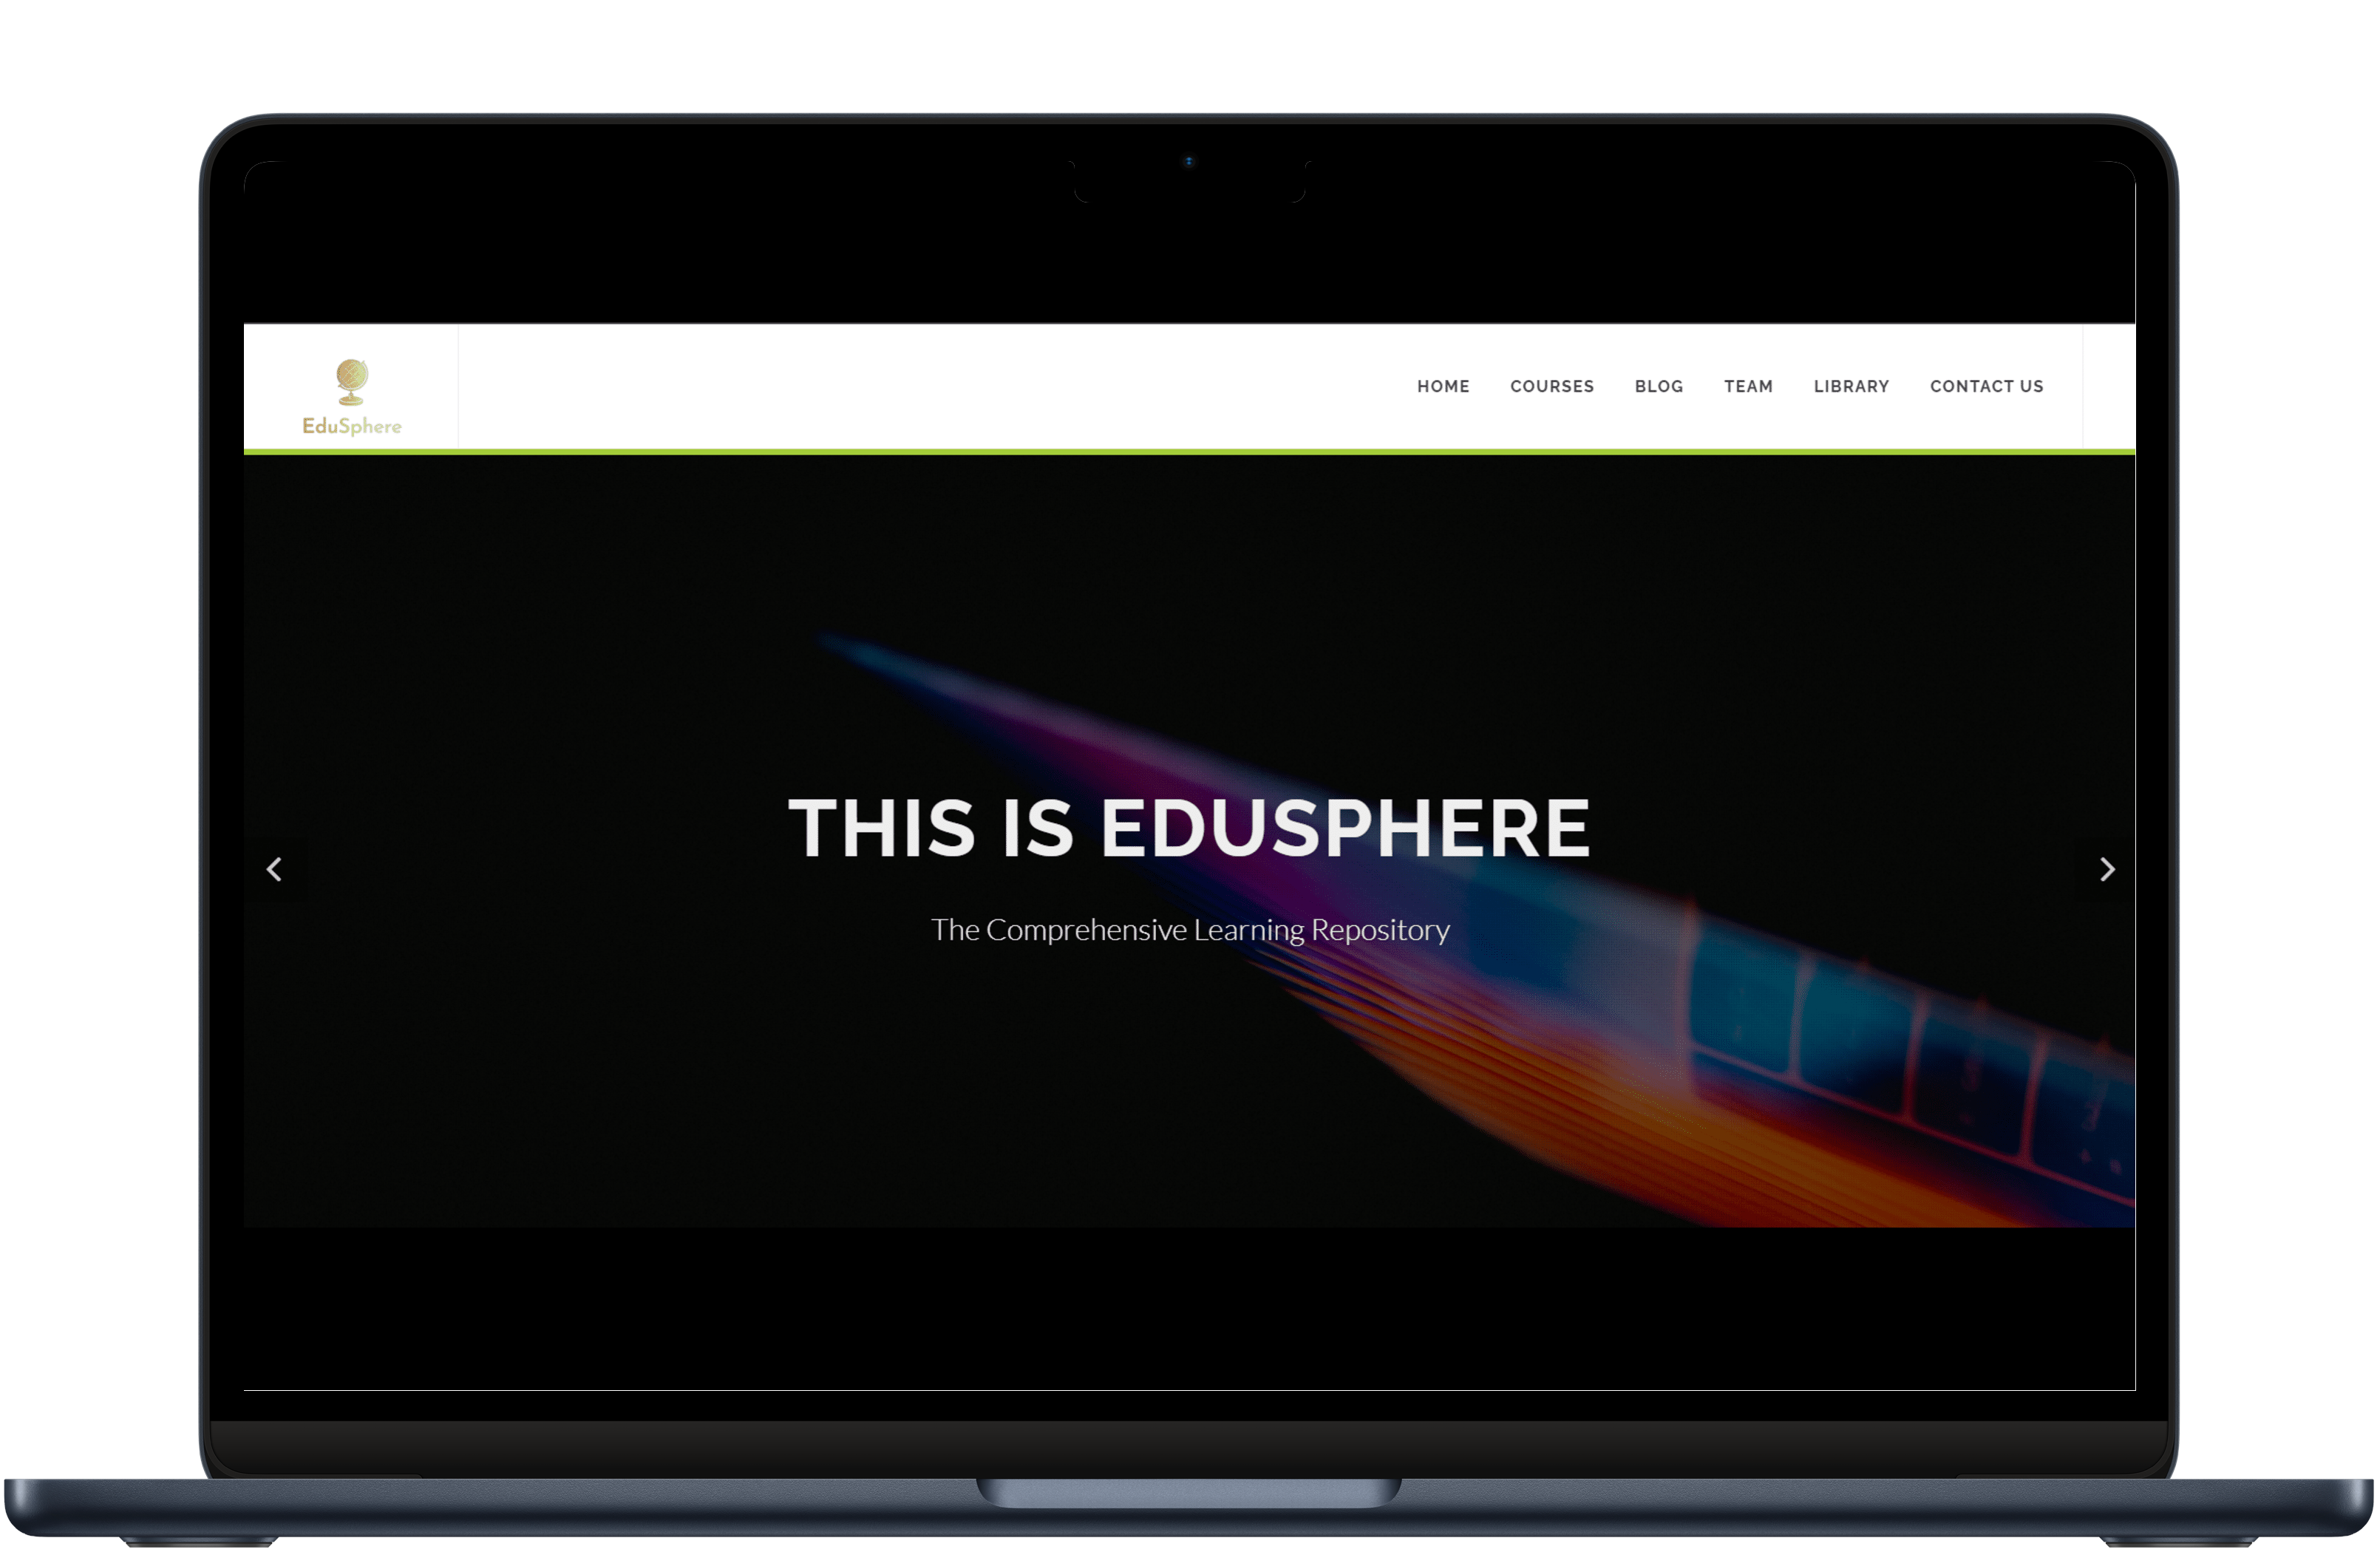 EduSphere
HOME COURSES BLOG TEAM LIBRARY CONTACT US
THIS IS EDUSPHERE
The Comprehensive Learning Repository